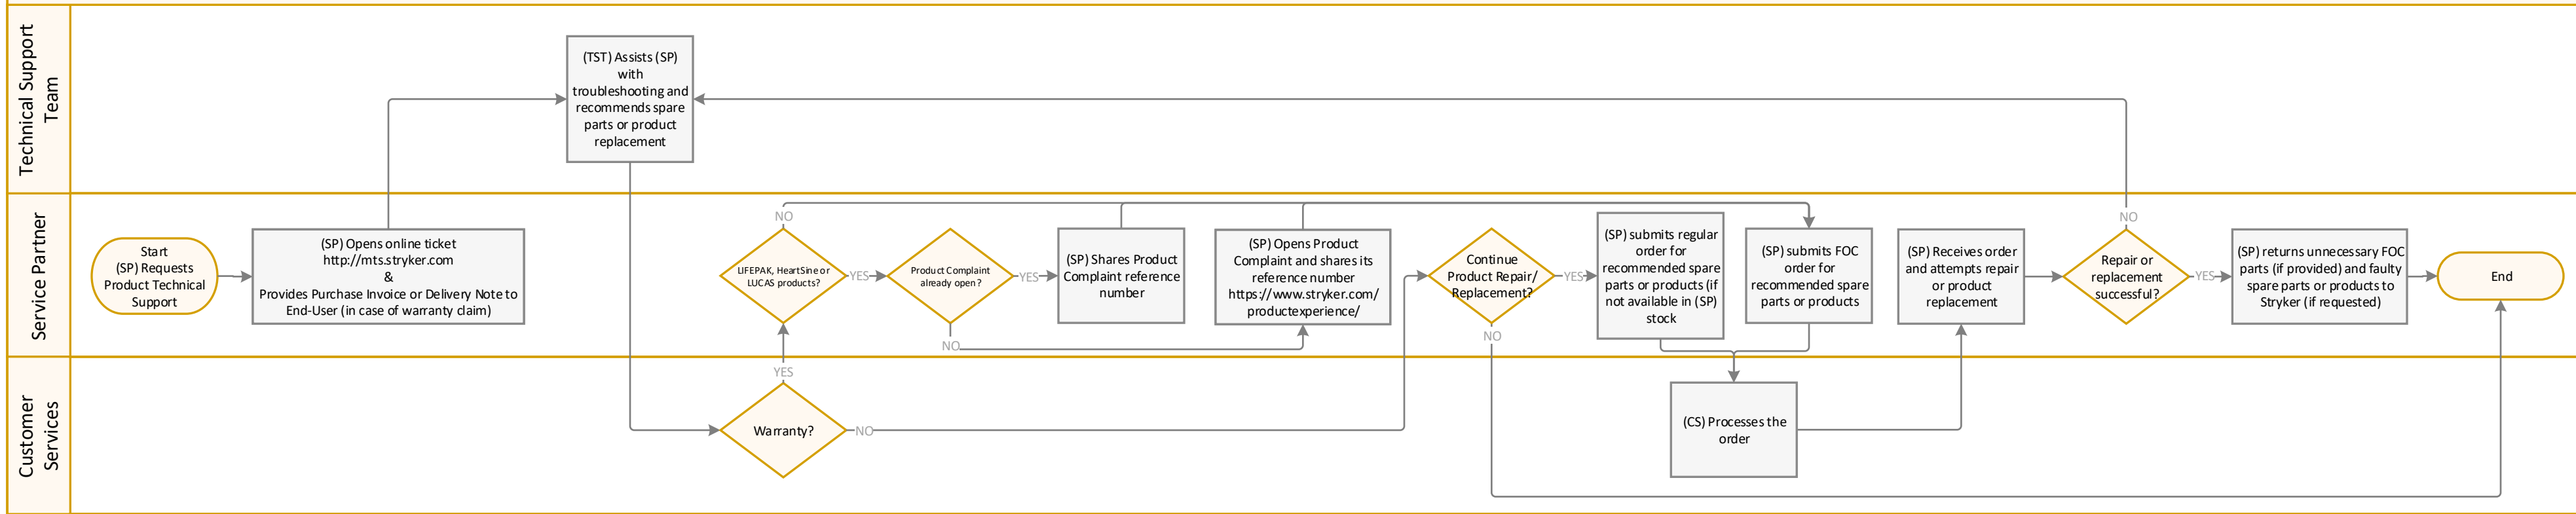 Technical Support
Team
(TST) Assists (SP)
with
troubleshooting and
recommends spare
parts or product
replacement
Service Partner
Start
(SP) Requests
Product Technical
Support
(SP) Opens online ticket
http://mts.stryker.com
&
Provides Purchase Invoice or Delivery Note to
End-User (in case of warranty claim)
NO
LIFEPAK, HeartSine or
LUCAS products?
YES
Product Complaint
already open?
YES
NO
(SP) Shares Product
Complaint reference
number
(SP) Opens Product
Complaint and shares its
reference number
https://www.stryker.com/
productexperience/
Continue
Product Repair/
Replacement?
YES
NO
(SP) submits regular
order for
recommended spare
parts or products (if
not available in (SP)
stock
(SP) submits FOC
order for
recommended spare
parts or products
(SP) Receives order
and attempts repair
or product
replacement
NO
Repair or
replacement
successful?
YES
(SP) returns unnecessary FOC
parts (if provided) and faulty
spare parts or products to
Stryker (if requested)
End
Customer
Services
YES
Warranty?
NO
(CS) Processes the
order